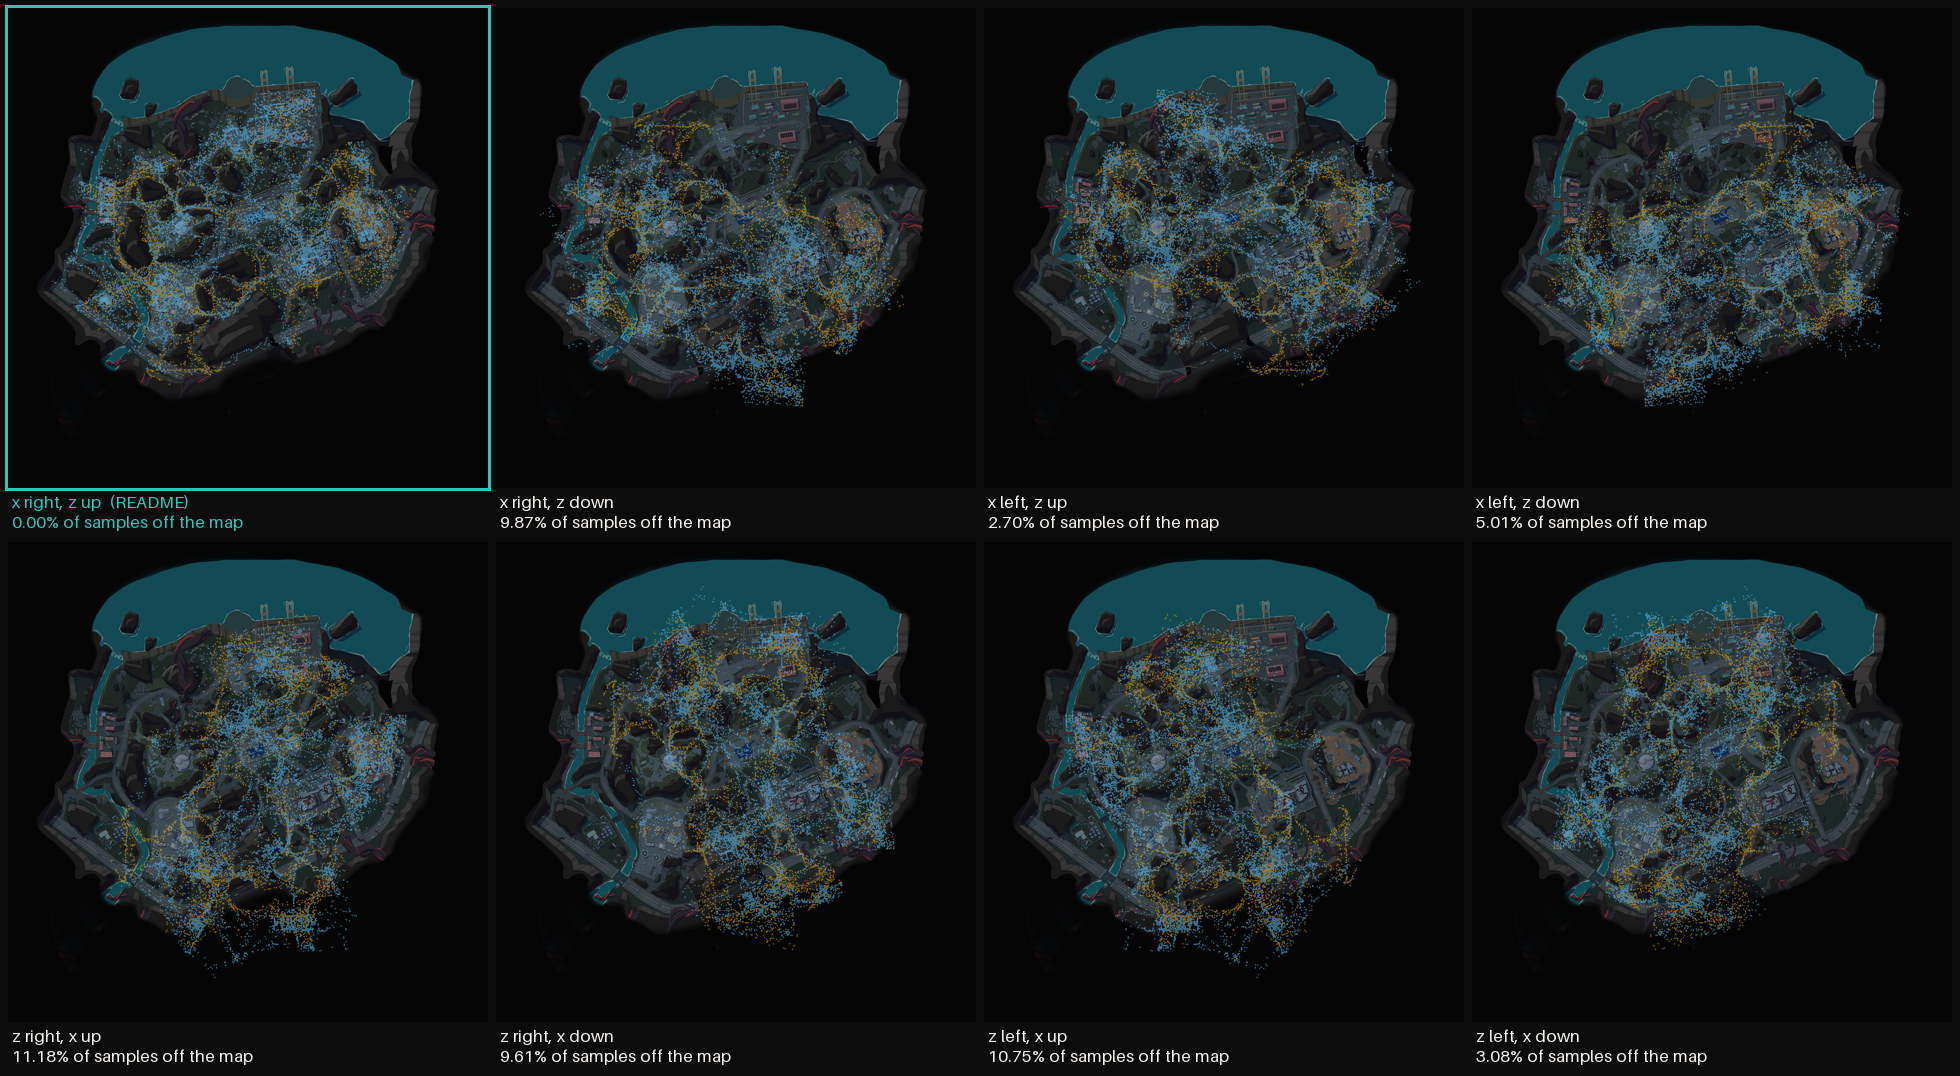 x right, z up (README)
0.00% of samples off the map
x right, z down
9.87% of samples off the map
x left, z up
2.70% of samples off the map
x left, z down
5.01% of samples off the map
z right, x up
11.18% of samples off the map
z right, x down
9.61% of samples off the map
z left, x up
10.75% of samples off the map
z left, x down
3.08% of samples off the map